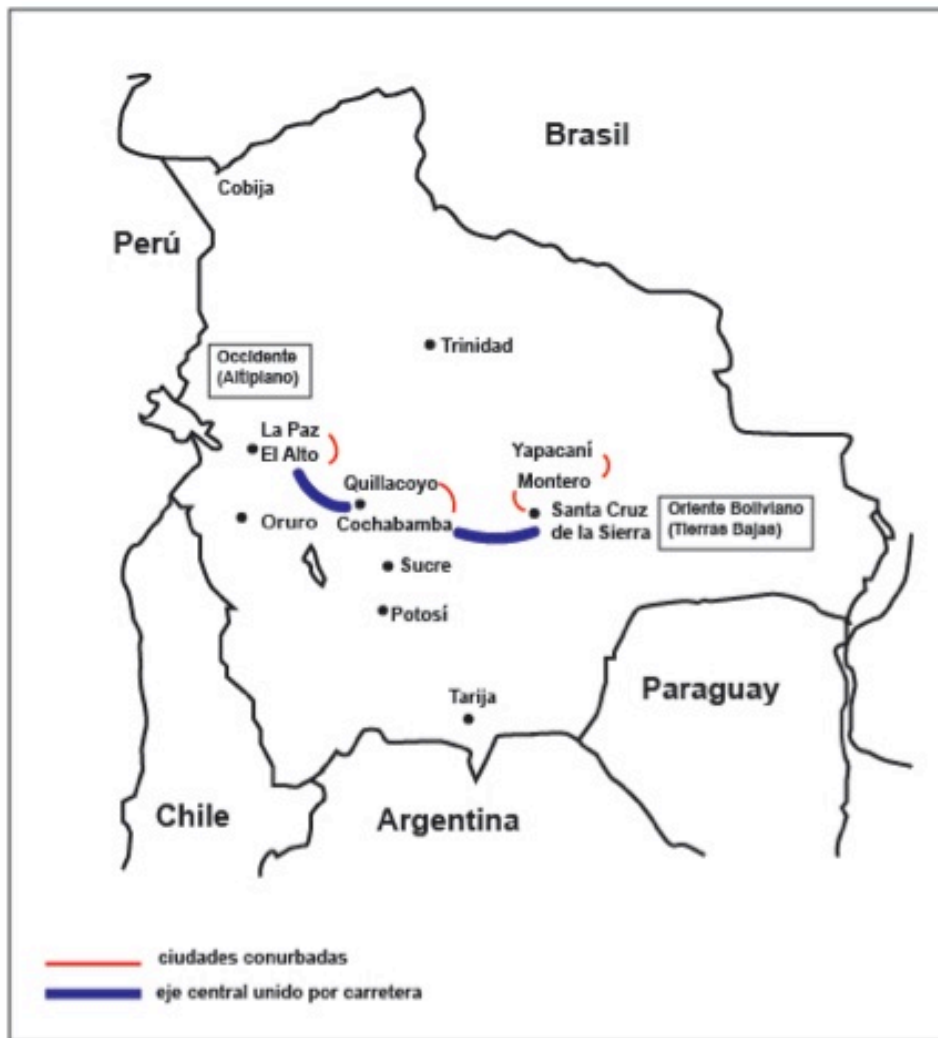 Brasil
Cobija
Perú
Trinidad
Occidente
(Altiplano)
La Paz
El Alto
Yapacaní
Quillacoyo
Montero
Oruro
Cochabamba
Santa Cruz
de la Sierra
Oriente Boliviano
(Tierras Bajas)
Sucre
Potosí
Tarija
Paraguay
Chile
Argentina
ciudades conurbadas
eje central unido por carretera